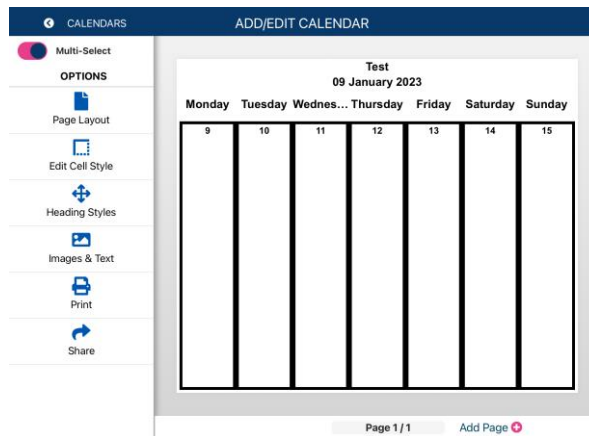 CALENDARS
ADD/EDIT CALENDAR
Multi-Select
OPTIONS
Page Layout
Edit Cell Style
Heading Styles
Images & Text
Print
Share
Test
09 January 2023
Monday Tuesday Wednes... Thursday Friday Saturday Sunday
9 10 11 12 13 14 15
Page 1 / 1 Add Page